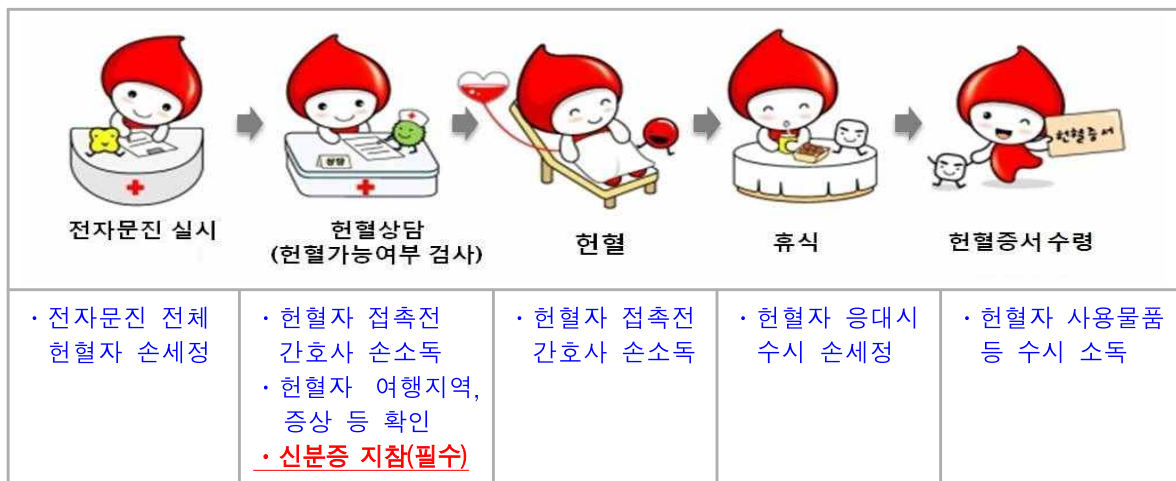 상담
헌혈증서
전자문진 실시
헌혈상담
(헌혈가능여부 검사)
헌혈
휴식
헌혈증서 수령
· 전자문진 전체
헌혈자 손세정
· 헌혈자 접촉전
간호사 손소독
· 헌혈자 여행지역,
증상 등 확인
· 신분증 지참(필수)
· 헌혈자 접촉전
간호사 손소독
· 헌혈자 응대시
수시 손세정
· 헌혈자 사용물품
등 수시 소독